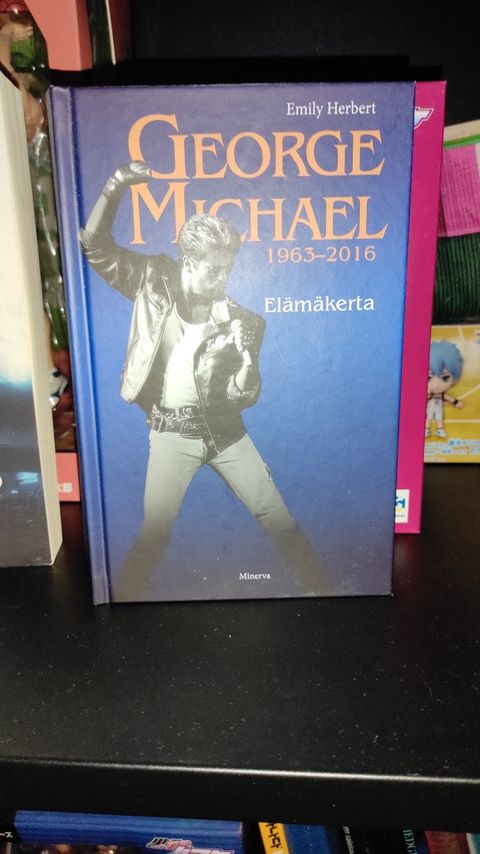 Emily Herbert
GEORGE
MICHAEL
1963–2016
Elämäkerta
Minerva